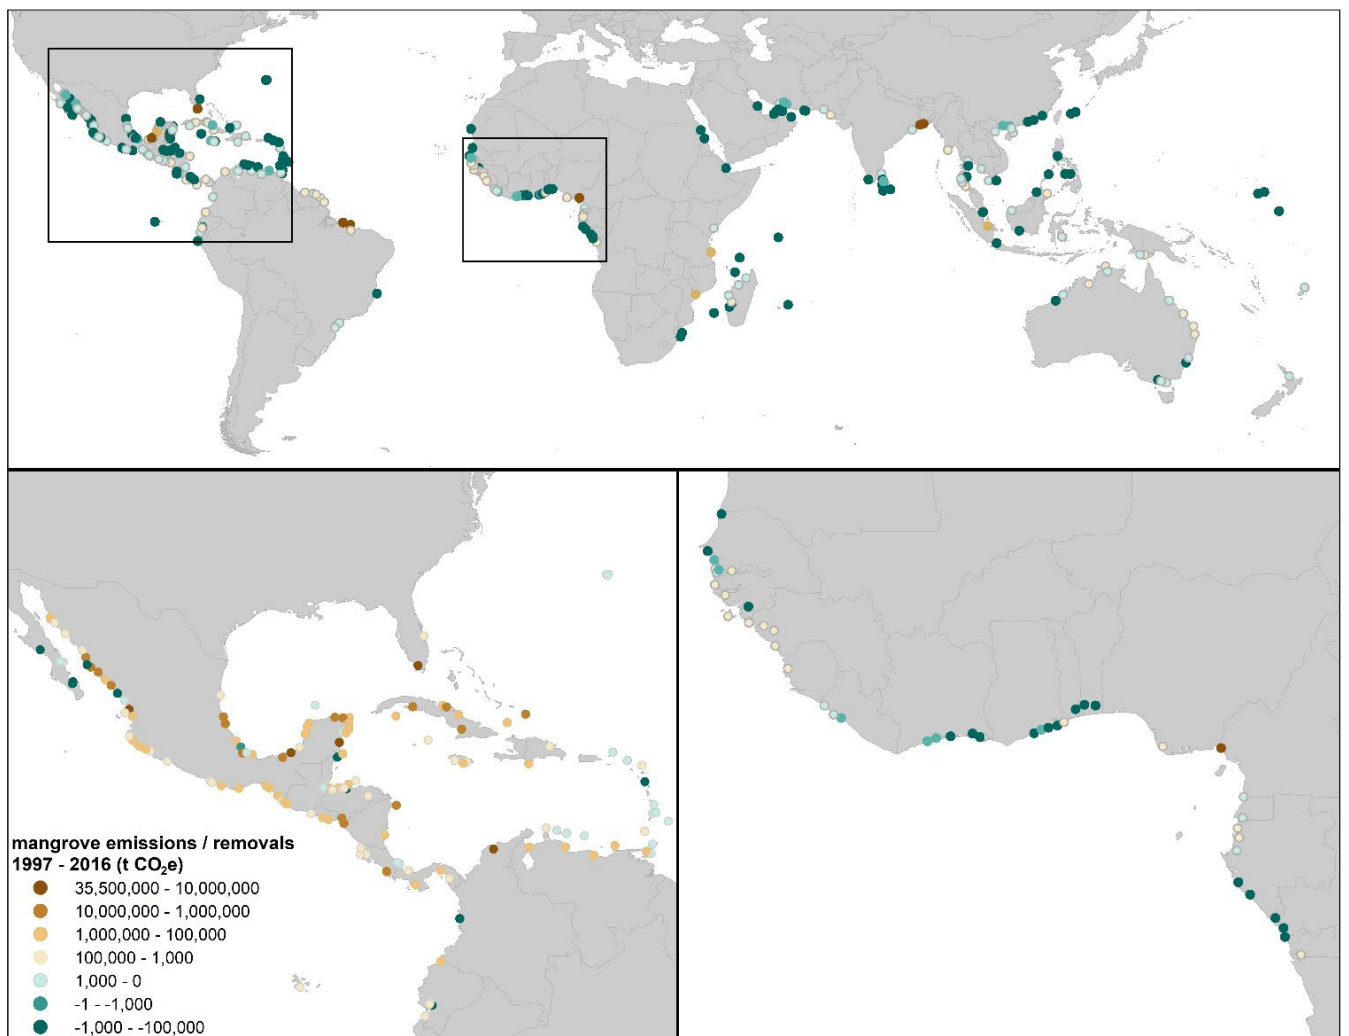 mangrove emissions / removals
1997 - 2016 (t CO₂e)
35,500,000 - 10,000,000
10,000,000 - 1,000,000
1,000,000 - 100,000
100,000 - 1,000
1,000 - 0
-1 - -1,000
-1,000 - -100,000